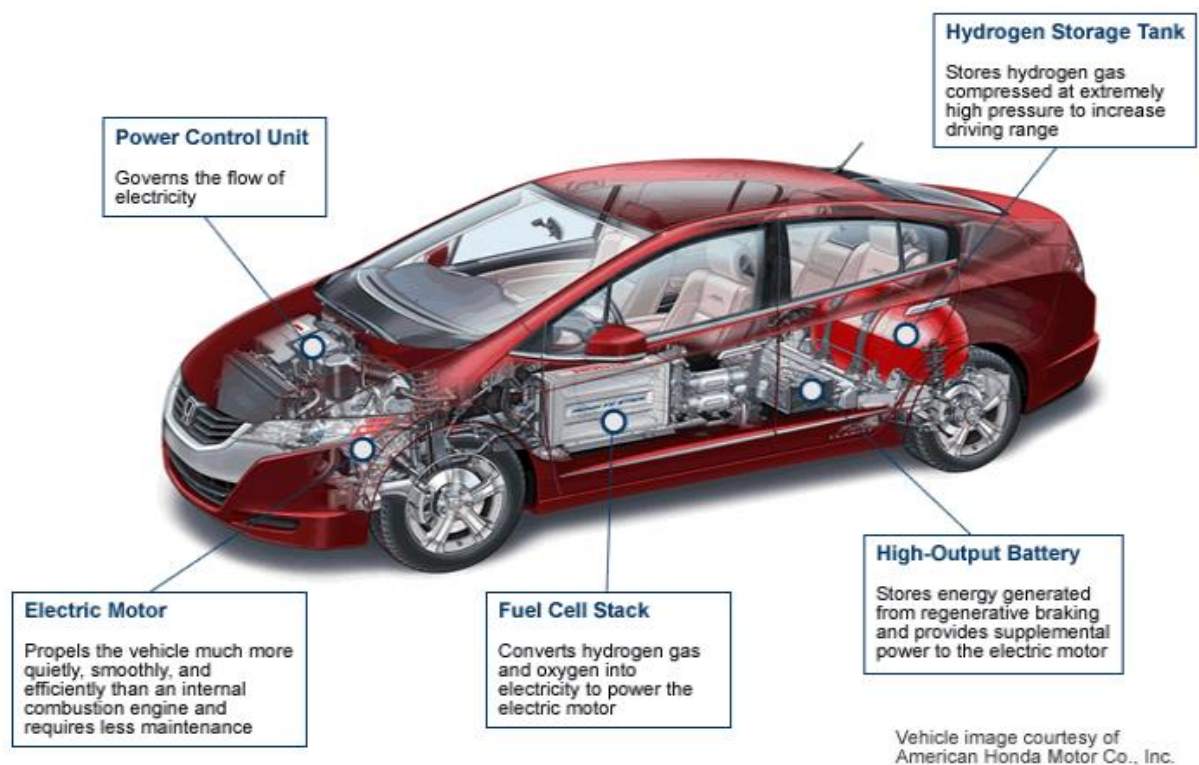 Hydrogen Storage Tank
Stores hydrogen gas
compressed at extremely
high pressure to increase
driving range
Power Control Unit
Governs the flow of
electricity
Electric Motor
Propels the vehicle much more
quietly, smoothly, and
efficiently than an internal
combustion engine and
requires less maintenance
Fuel Cell Stack
Converts hydrogen gas
and oxygen into
electricity to power the
electric motor
High-Output Battery
Stores energy generated
from regenerative braking
and provides supplemental
power to the electric motor
Vehicle image courtesy of
American Honda Motor Co., Inc.